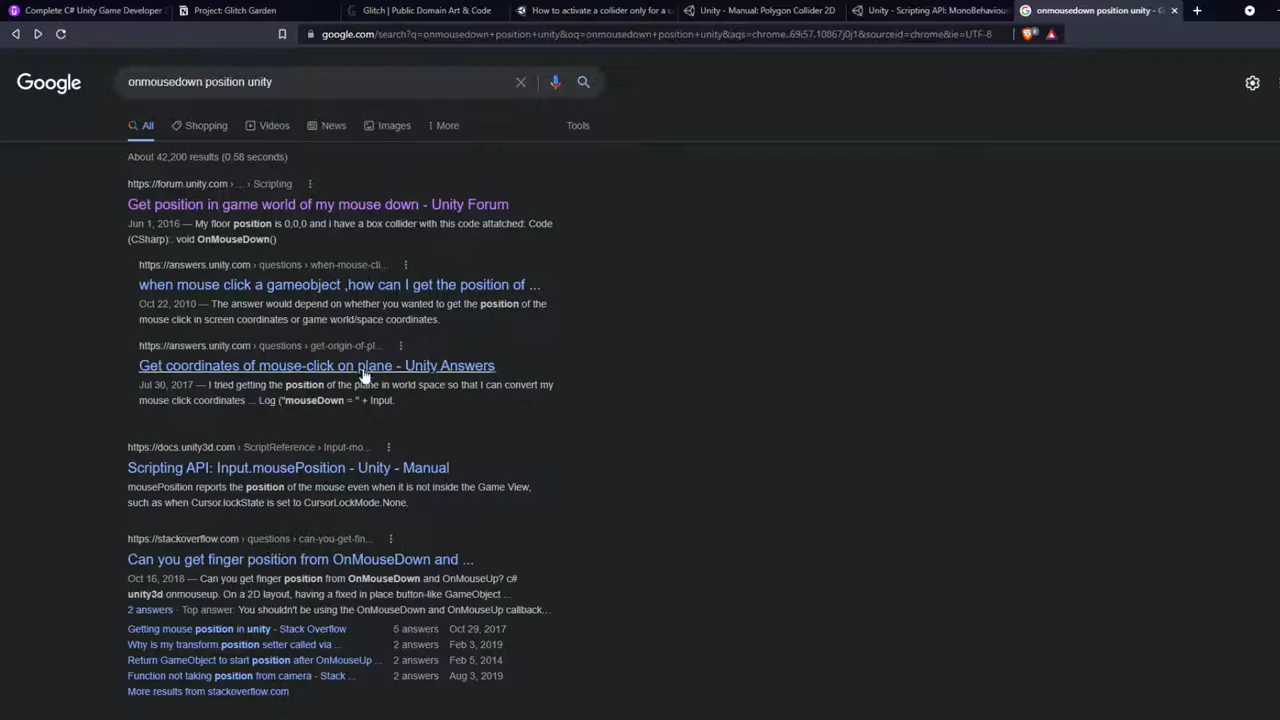 Complete C# Unity Game Developer
Project: Glitch Garden
Glitch | Public Domain Art & Code
How to activate a collider only for a c
Unity - Manual: Polygon Collider 2D
Unity - Scripting API: MonoBehaviou
onmousedown position unity - G
google.com/search?q=onmousedown+position+unity&oq=onmousedown+position+unity&aqs=chrome..69i57.10867j0j1&sourceid=chrome&ie=UTF-8
Google
onmousedown position unity
All
Shopping
Videos
News
Images
More
Tools
About 42,200 results (0.58 seconds)
https://forum.unity.com › ... › Scripting
Get position in game world of my mouse down - Unity Forum
Jun 1, 2016 — My floor position is 0,0,0 and i have a box collider with this code attatched: Code
(CSharp):. void OnMouseDown()
https://answers.unity.com › questions › when-mouse-cli...
when mouse click a gameobject ,how can I get the position of ...
Oct 22, 2010 — The answer would depend on whether you wanted to get the position of the
mouse click in screen coordinates or game world/space coordinates.
https://answers.unity.com › questions › get-origin-of-pl...
Get coordinates of mouse-click on plane - Unity Answers
Jul 30, 2017 — I tried getting the position of the plane in world space so that I can convert my
mouse click coordinates ... Log ("mouseDown = " + Input.
https://docs.unity3d.com › ScriptReference › Input-mo...
Scripting API: Input.mousePosition - Unity - Manual
mousePosition reports the position of the mouse even when it is not inside the Game View,
such as when Cursor.lockState is set to CursorLockMode.None.
https://stackoverflow.com › questions › can-you-get-fin...
Can you get finger position from OnMouseDown and ...
Oct 16, 2018 — Can you get finger position from OnMouseDown and OnMouseUp? c#
unity3d onmouseup. On a 2D layout, having a fixed in place button-like GameObject ...
2 answers · Top answer: You shouldn't be using the OnMouseDown and OnMouseUp callback...
Getting mouse position in unity - Stack Overflow 5 answers Oct 29, 2017
Why is my transform.position setter called via ... 2 answers Feb 3, 2019
Return GameObject to start position after OnMouseUp ... 2 answers Feb 5, 2014
Function not taking position from camera - Stack ... 2 answers Aug 3, 2019
More results from stackoverflow.com